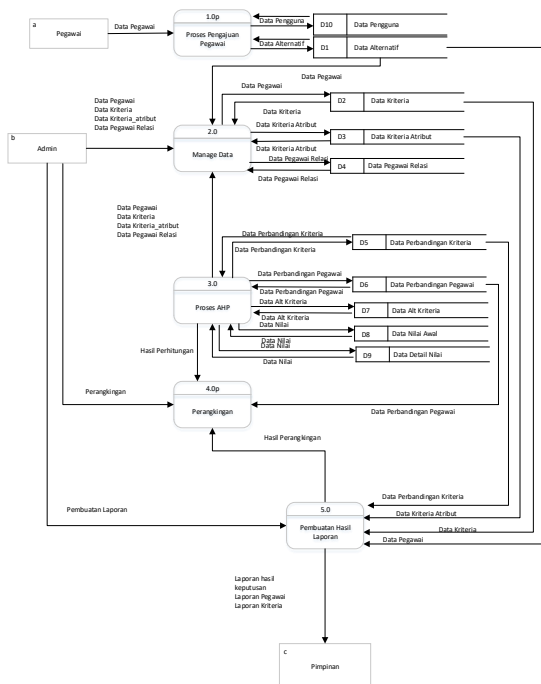 a
Pegawai
Data Pegawai
1.0p
Proses Pengajuan
Pegawai
Data Pengguna
Data Alternatif
D10 Data Pengguna
D1 Data Alternatif
Data Pegawai
Data Pegawai
Data Kriteria
D2 Data Kriteria
Data Pegawai
Data Kriteria
Data Kriteria_atribut
Data Pegawai Relasi
b
Admin
2.0
Manage Data
Data Kriteria Atribut
Data Kriteria Atribut
D3 Data Kriteria Atribut
Data Pegawai Relasi
Data Pegawai Relasi
D4 Data Pegawai Relasi
Data Pegawai
Data Kriteria
Data Kriteria_atribut
Data Pegawai Relasi
Data Perbandingan Kriteria
Data Perbandingan Kriteria
D5 Data Perbandingan Kriteria
3.0
Proses AHP
Data Perbandingan Pegawai
Data Perbandingan Pegawai
D6 Data Perbandingan Pegawai
Data Alt Kriteria
Data Alt Kriteria
D7 Data Alt Kriteria
Data Nilai
Data Nilai
D8 Data Nilai Awal
Data Nilai
Data Nilai
D9 Data Detail Nilai
Hasil Perhitungan
4.0p
Perangkingan
Perangkingan
Data Perbandingan Pegawai
Hasil Perangkingan
Data Perbandingan Kriteria
Data Kriteria Atribut
Data Kriteria
Data Pegawai
Pembuatan Laporan
5.0
Pembuatan Hasil
Laporan
Laporan hasil
keputusan
Laporan Pegawai
Laporan Kriteria
c
Pimpinan